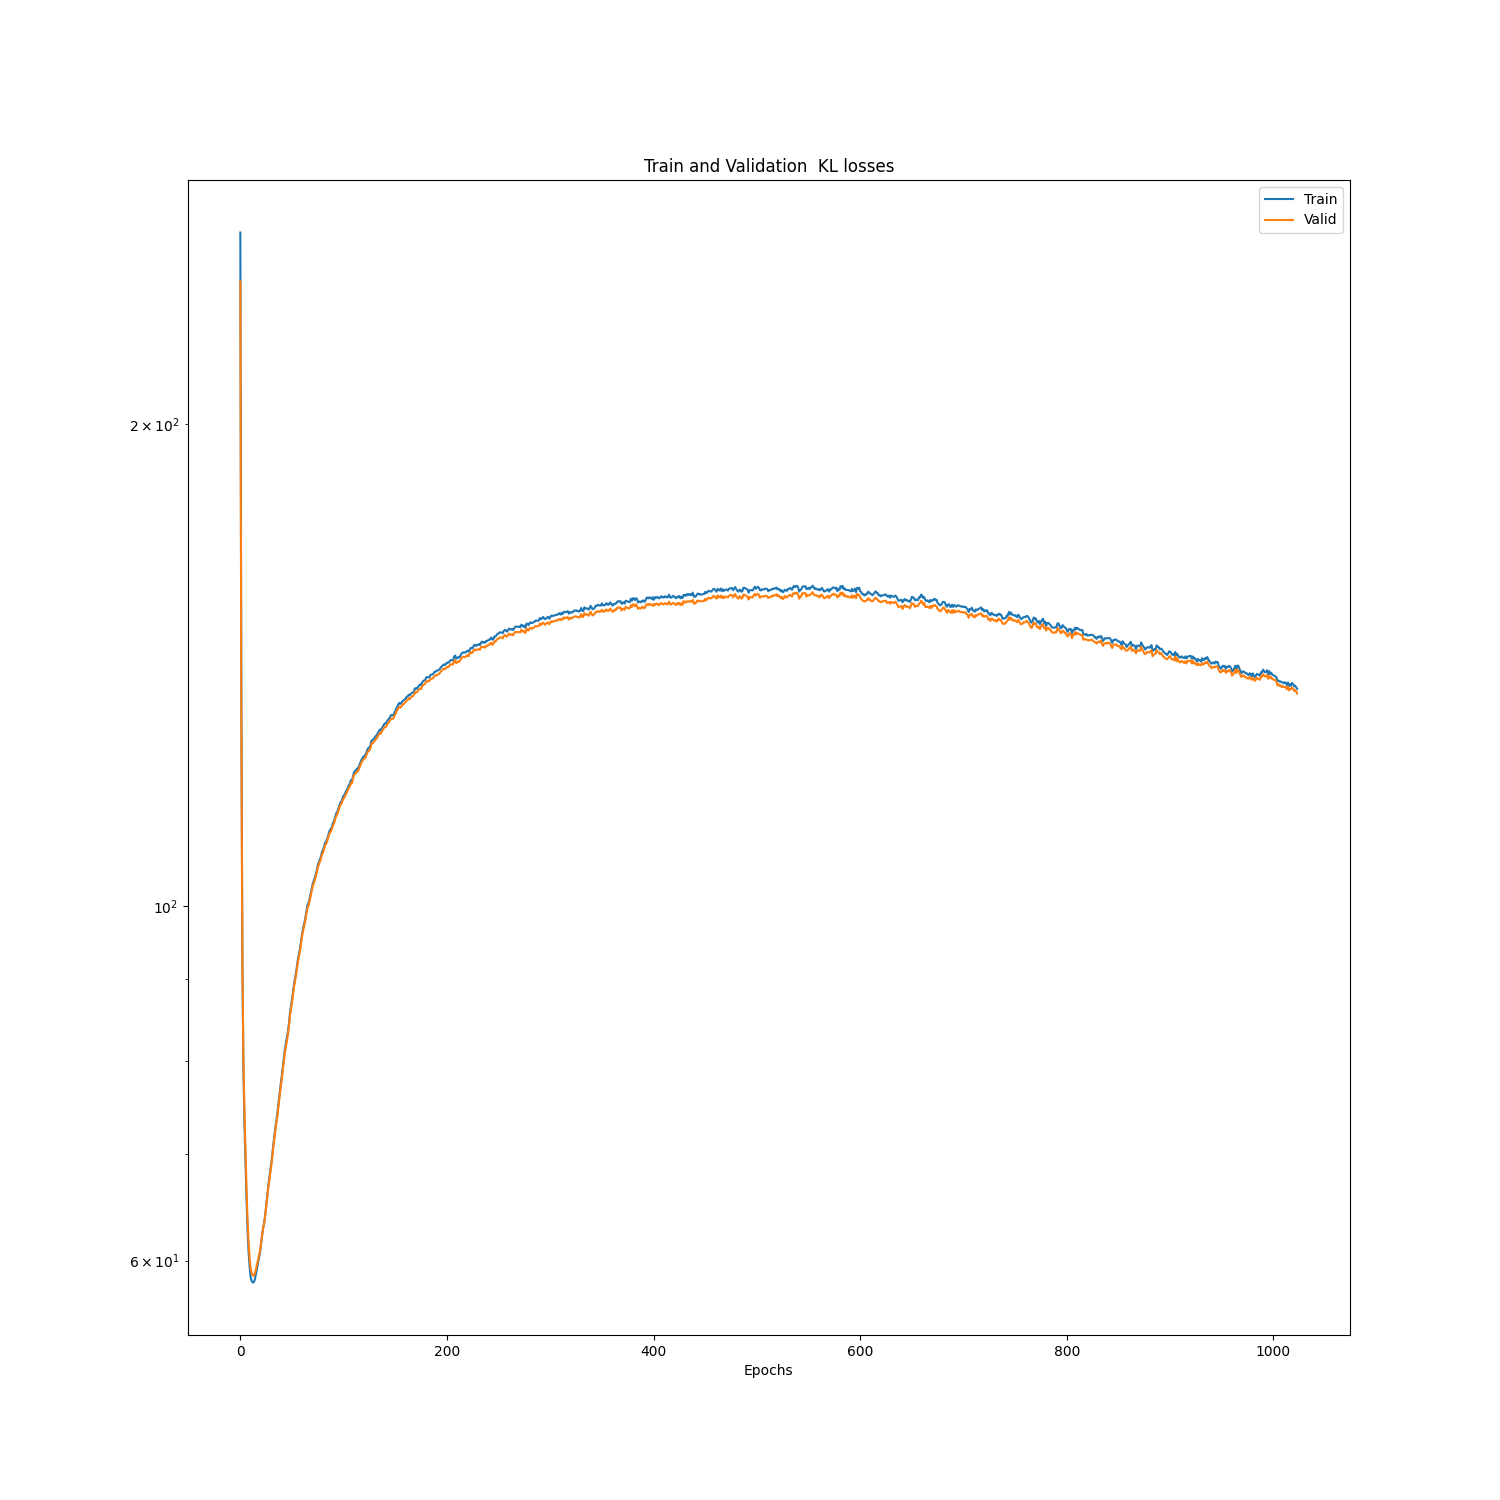 Train and Validation  KL losses
Train
Valid
2 × 10²
10²
6 × 10¹
0 200 400 600 800 1000
Epochs